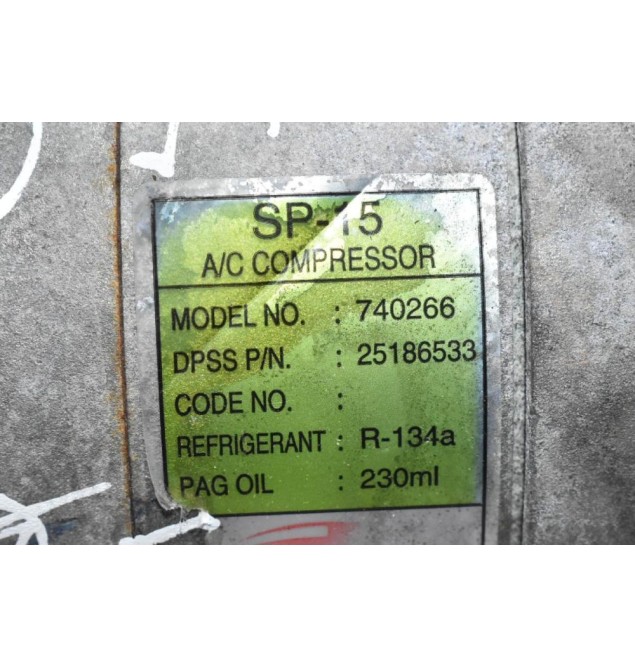 SP-15
A/C COMPRESSOR
MODEL NO. : 740266
DPSS P/N. : 25186533
CODE NO. :
REFRIGERANT : R-134a
PAG OIL : 230ml